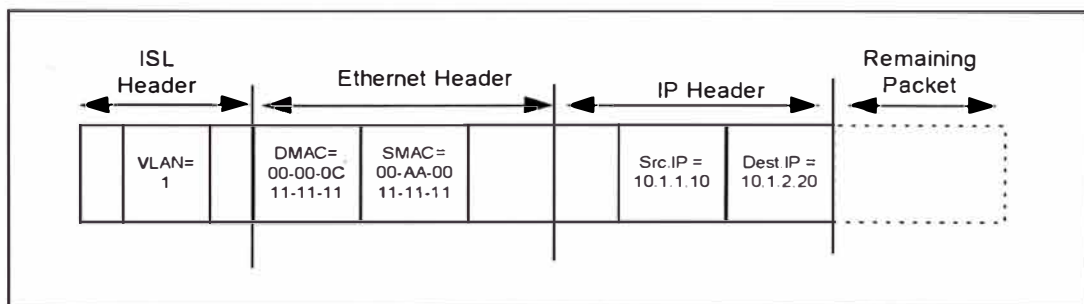 ISL
Header
Ethernet Header
IP Header
Remaining
Packet
VLAN=
1
DMAC=
00-00-0C
11-11-11
SMAC=
00-AA-00
11-11-11
Src.IP =
10.1.1.10
Dest.IP =
10.1.2.20